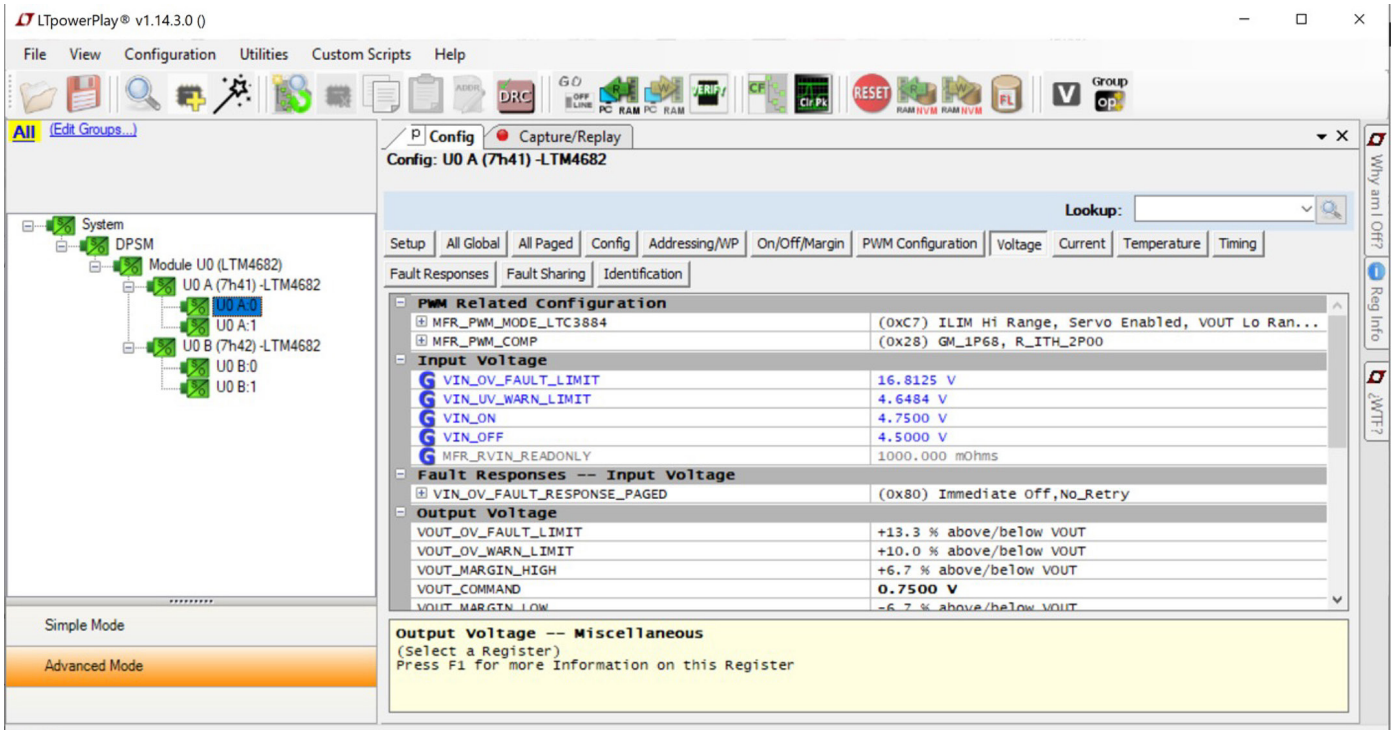 LTpowerPlay® v1.14.3.0 ()
File View Configuration Utilities Custom Scripts Help
ADDR DRC GO OFF LINE R PC RAM W PC RAM VERIFY CF Clr.Pk RESET R RAM NVM W RAM NVM FL V Group op
All (Edit Groups...)
System
DPSM
Module U0 (LTM4682)
U0 A (7h41) -LTM4682
U0 A:0
U0 A:1
U0 B (7h42) -LTM4682
U0 B:0
U0 B:1
Simple Mode
Advanced Mode
P Config Capture/Replay
Config: U0 A (7h41) -LTM4682
Lookup:
Setup All Global All Paged Config Addressing/WP On/Off/Margin PWM Configuration Voltage Current Temperature Timing
Fault Responses Fault Sharing Identification
PWM Related Configuration
MFR_PWM_MODE_LTC3884 (0xC7) ILIM Hi Range, Servo Enabled, VOUT Lo Ran...
MFR_PWM_COMP (0x28) GM_1P68, R_ITH_2P00
Input Voltage
G VIN_OV_FAULT_LIMIT 16.8125 V
G VIN_UV_WARN_LIMIT 4.6484 V
G VIN_ON 4.7500 V
G VIN_OFF 4.5000 V
G MFR_RVIN_READONLY 1000.000 mOhms
Fault Responses -- Input Voltage
VIN_OV_FAULT_RESPONSE_PAGED (0x80) Immediate Off,No_Retry
Output Voltage
VOUT_OV_FAULT_LIMIT +13.3 % above/below VOUT
VOUT_OV_WARN_LIMIT +10.0 % above/below VOUT
VOUT_MARGIN_HIGH +6.7 % above/below VOUT
VOUT_COMMAND 0.7500 V
VOUT_MARGIN_LOW -6.7 % above/below VOUT
Output Voltage -- Miscellaneous
(Select a Register)
Press F1 for more Information on this Register
Why am I Off?
Reg Info
¿WTF?